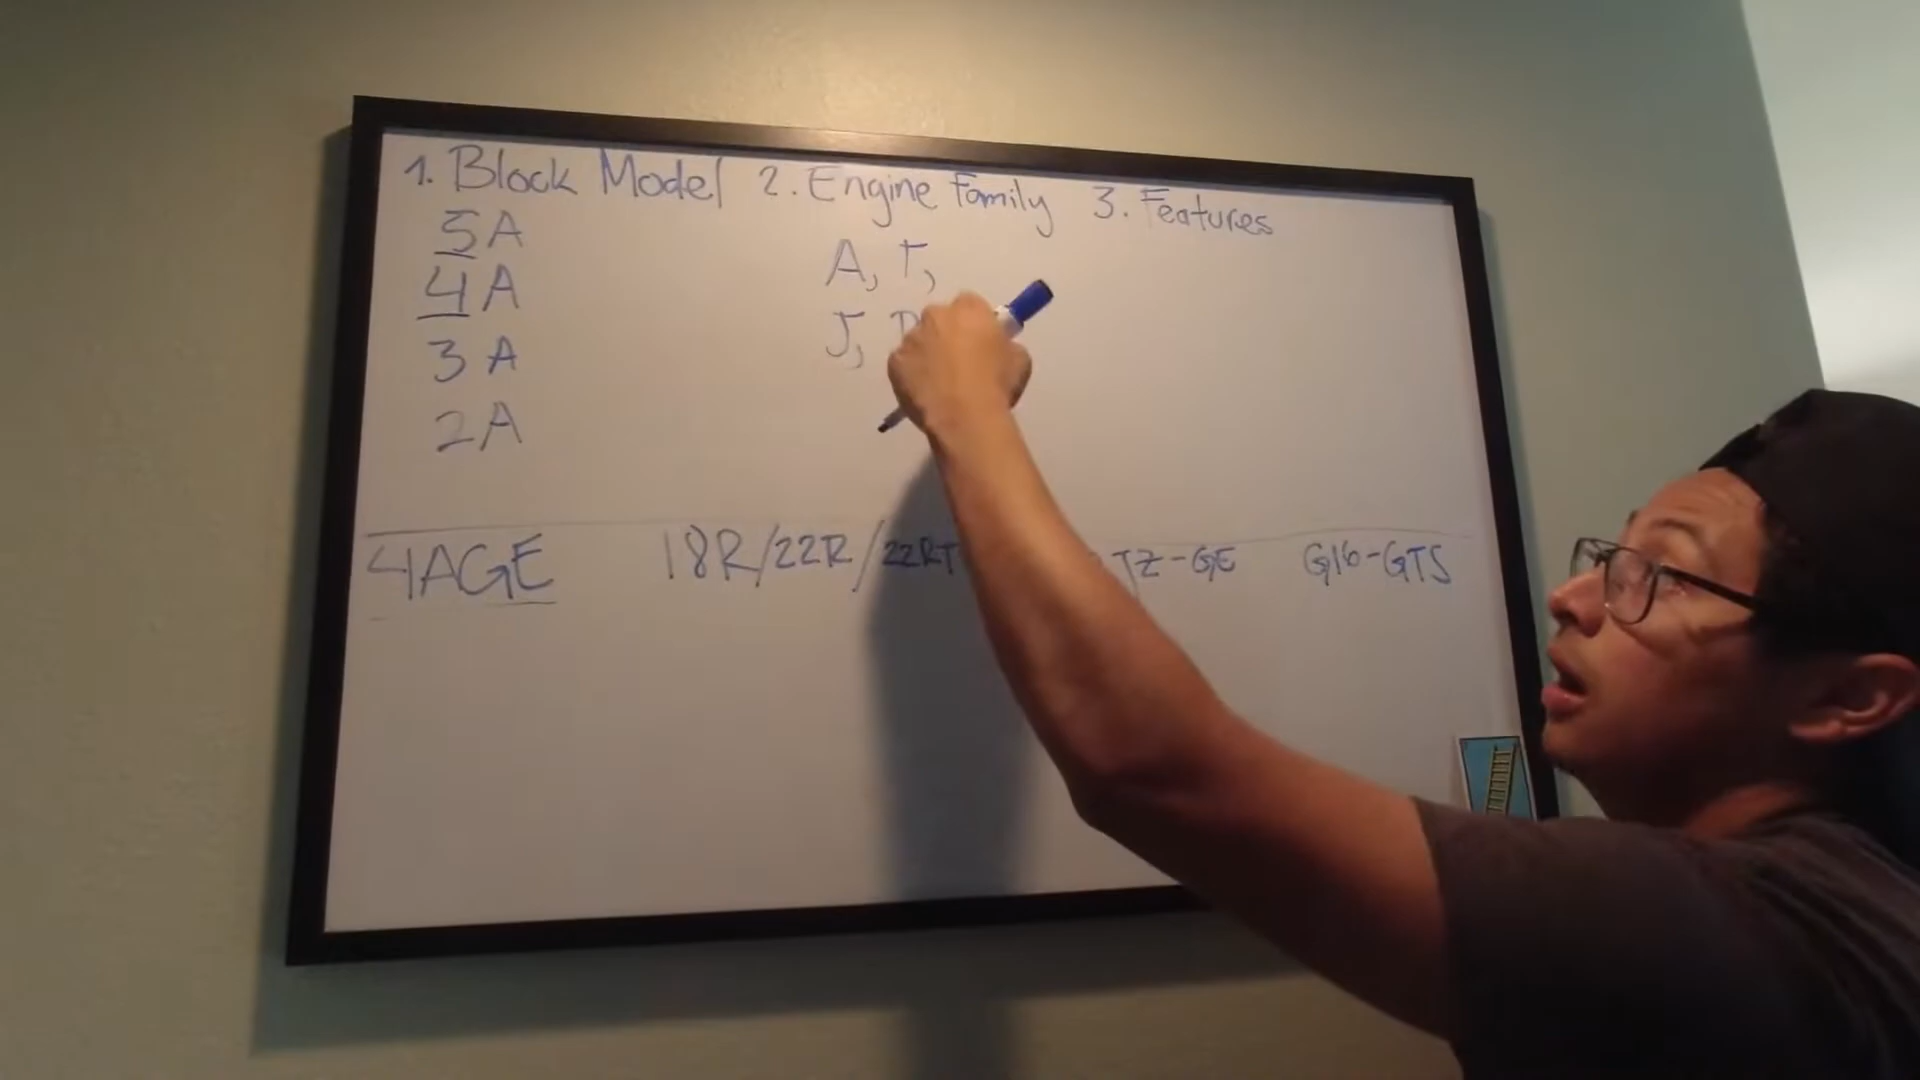 1. Block Model 2. Engine Family 3. Features
5A
4A
3A
2A
A, T,
J,
4AGE 18R/22R/22RT TZ-GE G16-GTS